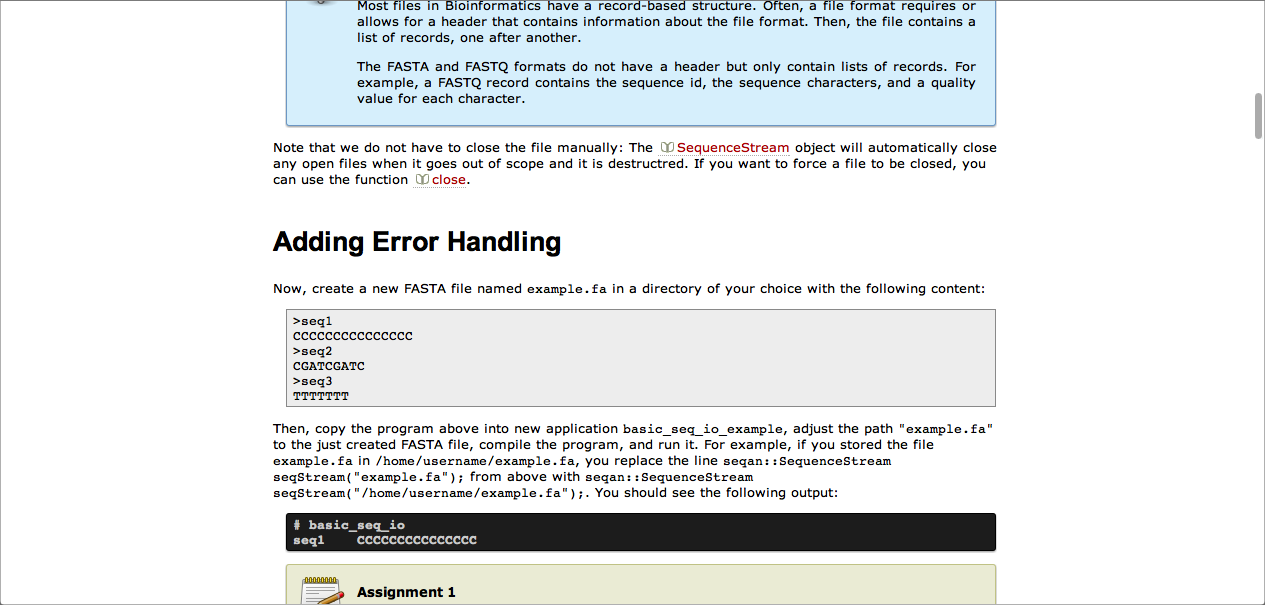 Most files in Bioinformatics have a record-based structure. Often, a file format requires or
allows for a header that contains information about the file format. Then, the file contains a
list of records, one after another.
The FASTA and FASTQ formats do not have a header but only contain lists of records. For
example, a FASTQ record contains the sequence id, the sequence characters, and a quality
value for each character.
Note that we do not have to close the file manually: The SequenceStream object will automatically close
any open files when it goes out of scope and it is destructred. If you want to force a file to be closed, you
can use the function close.
Adding Error Handling
Now, create a new FASTA file named example.fa in a directory of your choice with the following content:
>seq1
CCCCCCCCCCCCCCC
>seq2
CGATCGATC
>seq3
TTTTTTT
Then, copy the program above into new application basic_seq_io_example, adjust the path "example.fa"
to the just created FASTA file, compile the program, and run it. For example, if you stored the file
example.fa in /home/username/example.fa, you replace the line seqan::SequenceStream
seqStream("example.fa"); from above with seqan::SequenceStream
seqStream("/home/username/example.fa");. You should see the following output:
# basic_seq_io
seq1    CCCCCCCCCCCCCCC
Assignment 1